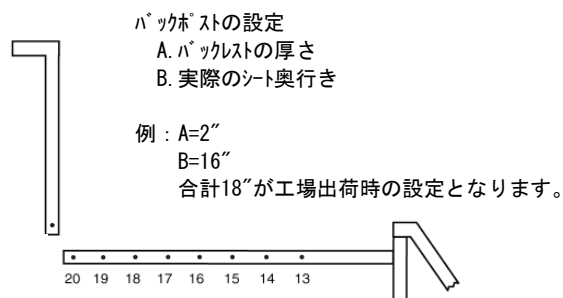 ﾊﾞｯｸﾎﾟｽﾄの設定
A. ﾊﾞｯｸﾚｽﾄの厚さ
B. 実際のｼｰﾄ奥行き
例：A=2″
B=16″
合計18″が工場出荷時の設定となります。
20 19 18 17 16 15 14 13